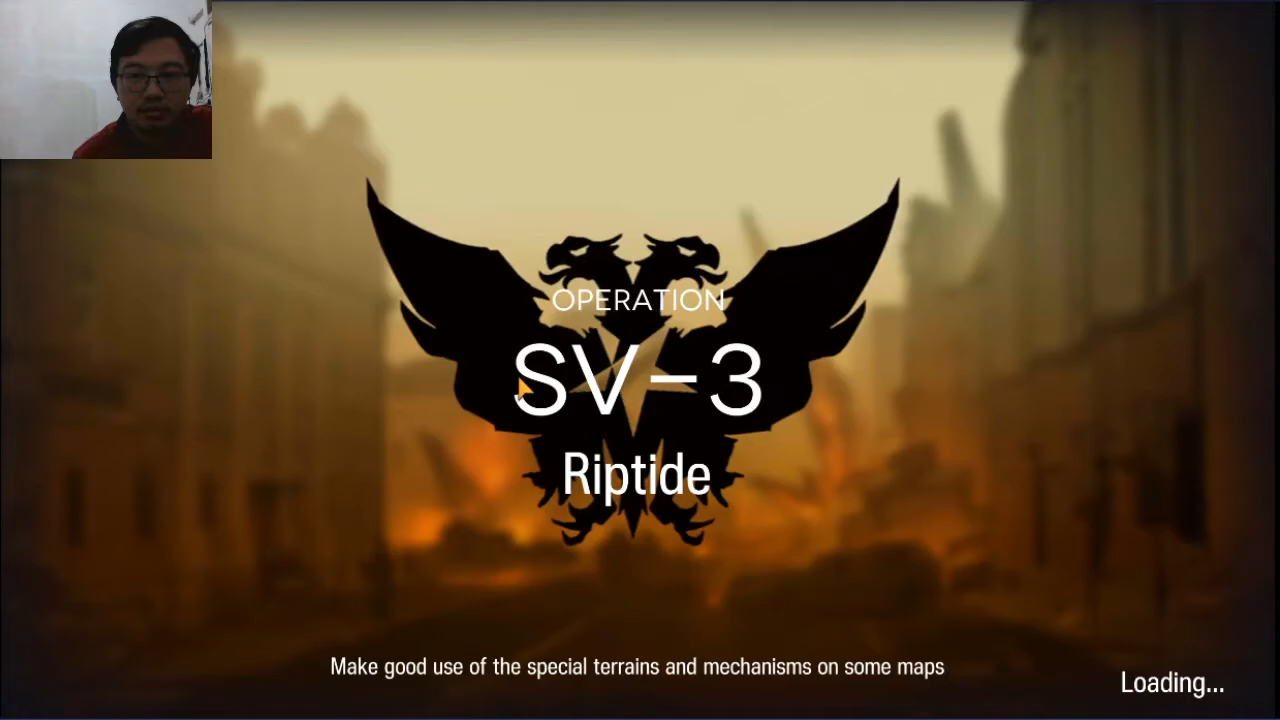 OPERATION
SV-3
Riptide
Make good use of the special terrains and mechanisms on some maps
Loading...